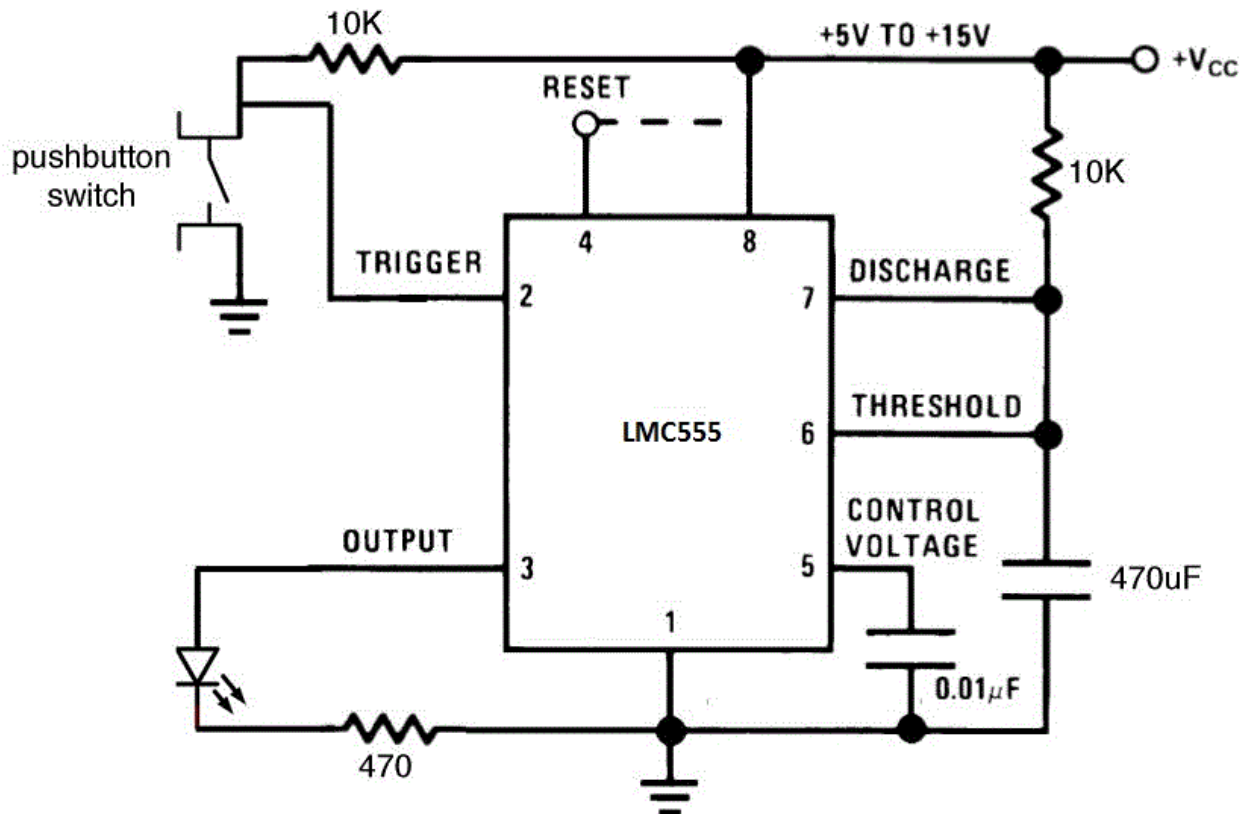 10K
+5V TO +15V
+VCC
RESET
pushbutton
switch
10K
4
8
TRIGGER
DISCHARGE
2
7
THRESHOLD
LMC555
6
CONTROL
VOLTAGE
OUTPUT
3
5
470uF
1
0.01µF
470